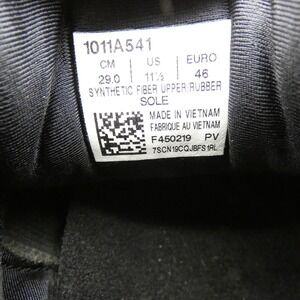 1011A541
CM US EURO
29.0 11½ 46
SYNTHETIC FIBER UPPER/RUBBER
SOLE
MADE IN VIETNAM
FABRIQUE AU VIETNAM
F450219 PV
7SCN19CQJBFS1RL